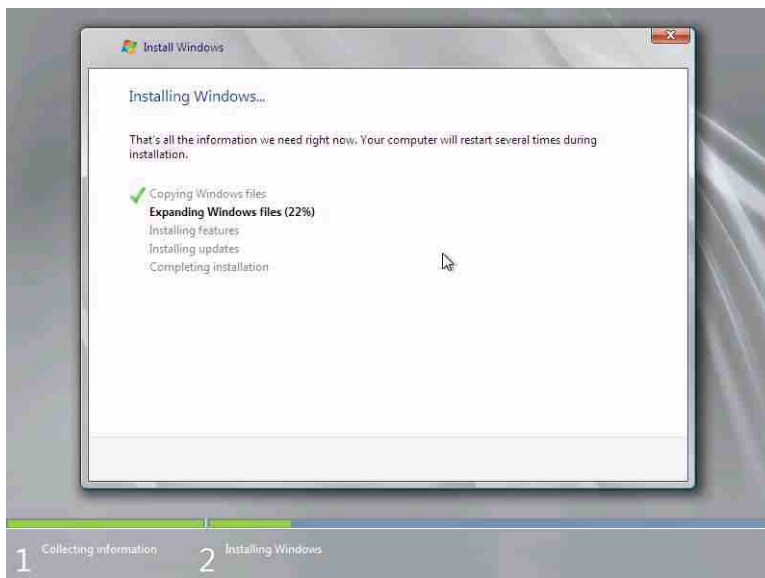 Install Windows
Installing Windows...
That's all the information we need right now. Your computer will restart several times during
installation.
Copying Windows files
Expanding Windows files (22%)
Installing features
Installing updates
Completing installation
1 Collecting information 2 Installing Windows